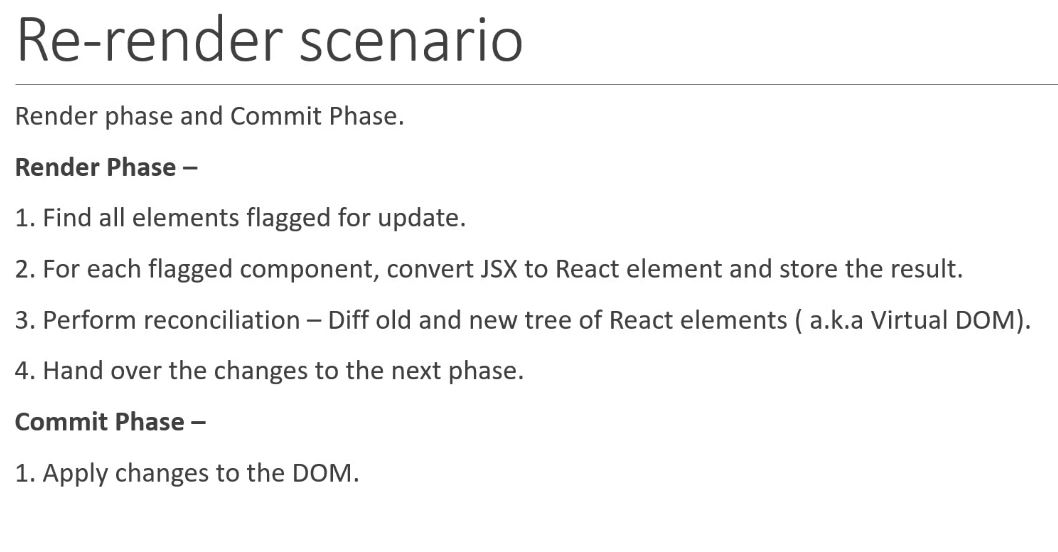 Re-render scenario
Render phase and Commit Phase.
Render Phase –
1. Find all elements flagged for update.
2. For each flagged component, convert JSX to React element and store the result.
3. Perform reconciliation – Diff old and new tree of React elements ( a.k.a Virtual DOM).
4. Hand over the changes to the next phase.
Commit Phase –
1. Apply changes to the DOM.